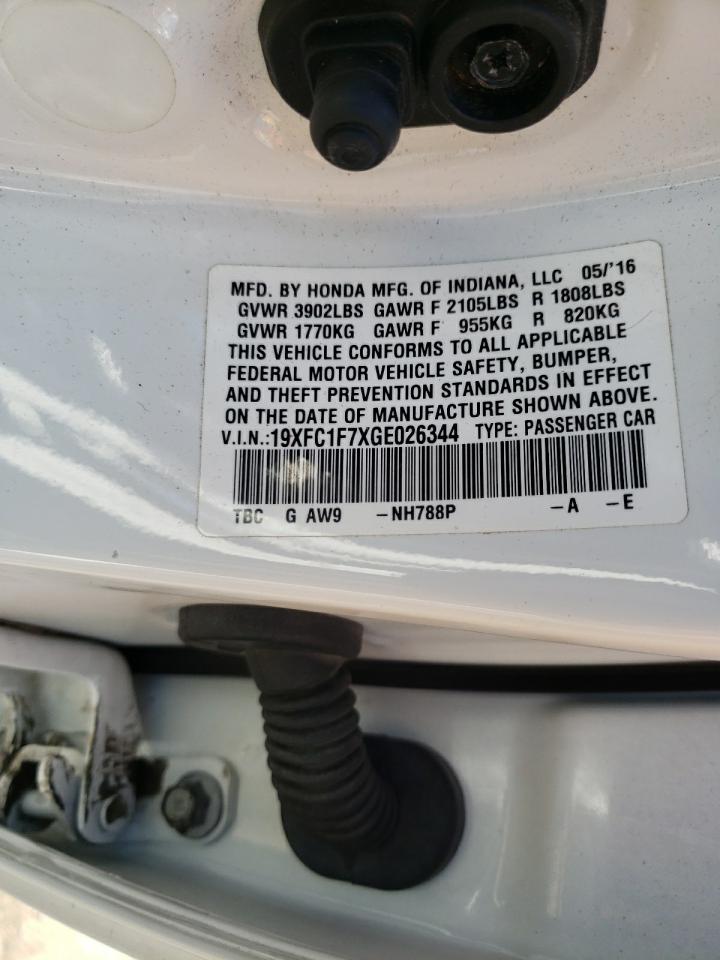 MFD. BY HONDA MFG. OF INDIANA, LLC 05/'16
GVWR 3902LBS GAWR F 2105LBS R 1808LBS
GVWR 1770KG GAWR F 955KG R 820KG
THIS VEHICLE CONFORMS TO ALL APPLICABLE
FEDERAL MOTOR VEHICLE SAFETY, BUMPER,
AND THEFT PREVENTION STANDARDS IN EFFECT
ON THE DATE OF MANUFACTURE SHOWN ABOVE.
V.I.N.:19XFC1F7XGE026344 TYPE: PASSENGER CAR
TBC G AW9 -NH788P -A -E